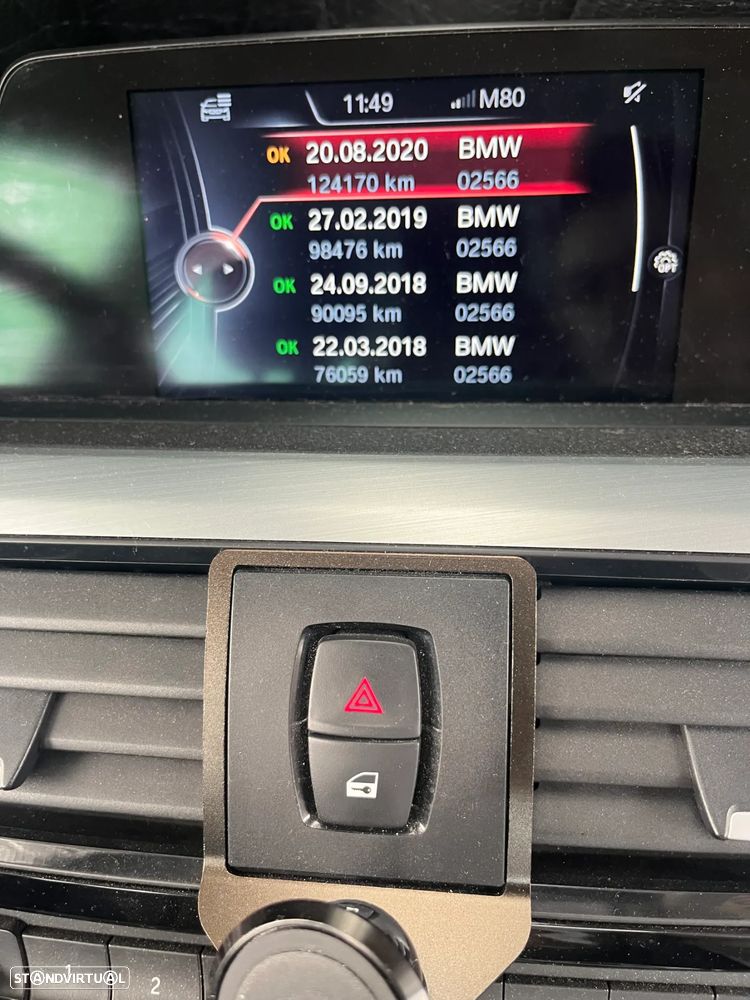 11:49 M80
OK 20.08.2020 BMW
124170 km 02566
OK 27.02.2019 BMW
98476 km 02566
OPT
OK 24.09.2018 BMW
90095 km 02566
OK 22.03.2018 BMW
76059 km 02566
1
2
STANDVIRTUAL